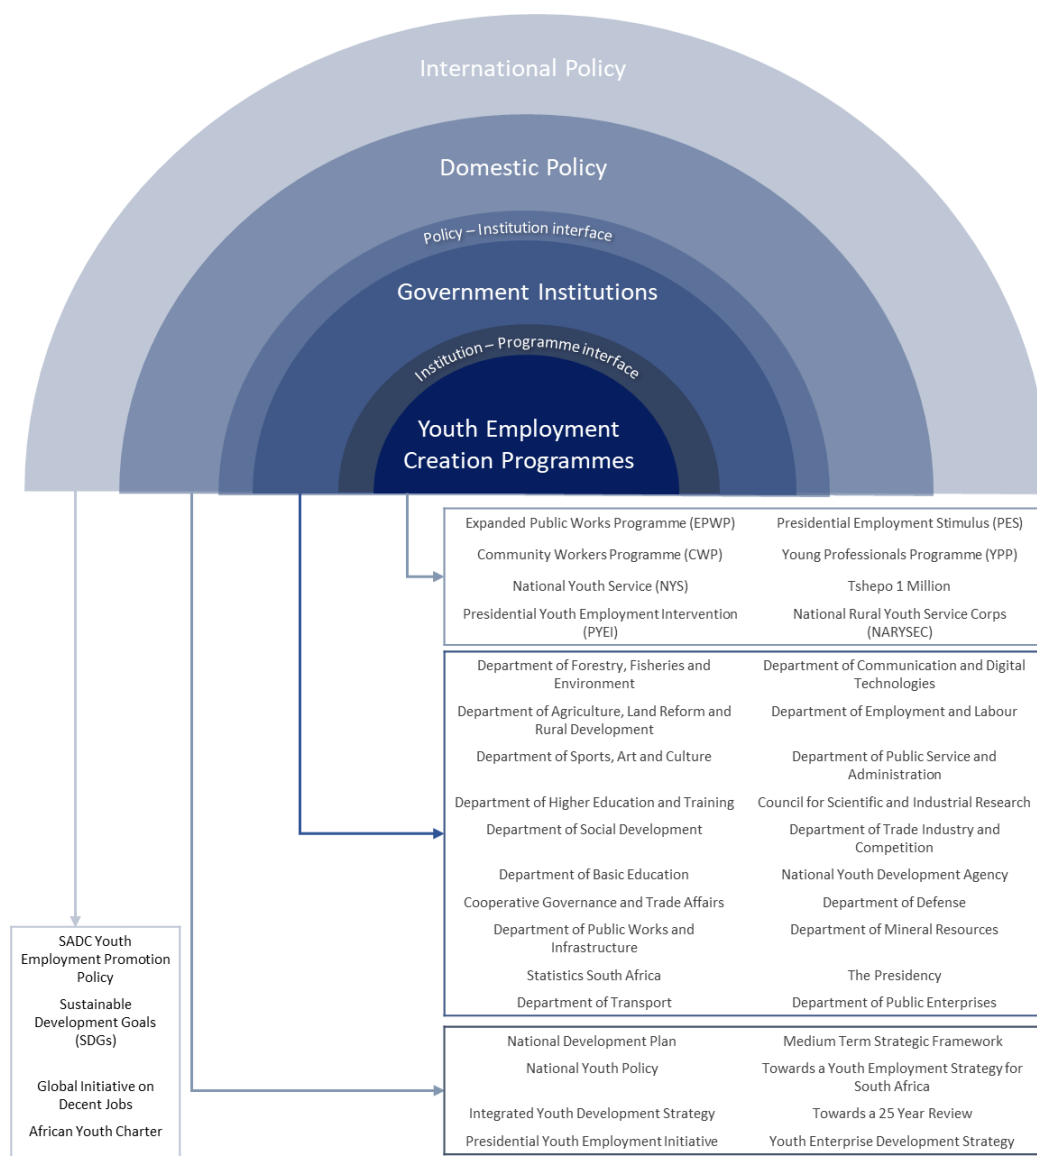 International Policy
Domestic Policy
Policy – Institution interface
Government Institutions
Institution – Programme interface
Youth Employment
Creation Programmes
Expanded Public Works Programme (EPWP)
Presidential Employment Stimulus (PES)
Community Workers Programme (CWP)
Young Professionals Programme (YPP)
National Youth Service (NYS)
Tshepo 1 Million
Presidential Youth Employment Intervention
(PYEI)
National Rural Youth Service Corps
(NARYSEC)
Department of Forestry, Fisheries and
Environment
Department of Communication and Digital
Technologies
Department of Agriculture, Land Reform and
Rural Development
Department of Employment and Labour
Department of Sports, Art and Culture
Department of Public Service and
Administration
Department of Higher Education and Training
Council for Scientific and Industrial Research
Department of Social Development
Department of Trade Industry and
Competition
Department of Basic Education
National Youth Development Agency
Cooperative Governance and Trade Affairs
Department of Defense
Department of Public Works and
Infrastructure
Department of Mineral Resources
Statistics South Africa
The Presidency
Department of Transport
Department of Public Enterprises
SADC Youth
Employment Promotion
Policy
Sustainable
Development Goals
(SDGs)
Global Initiative on
Decent Jobs
African Youth Charter
National Development Plan
Medium Term Strategic Framework
National Youth Policy
Towards a Youth Employment Strategy for
South Africa
Integrated Youth Development Strategy
Towards a 25 Year Review
Presidential Youth Employment Initiative
Youth Enterprise Development Strategy